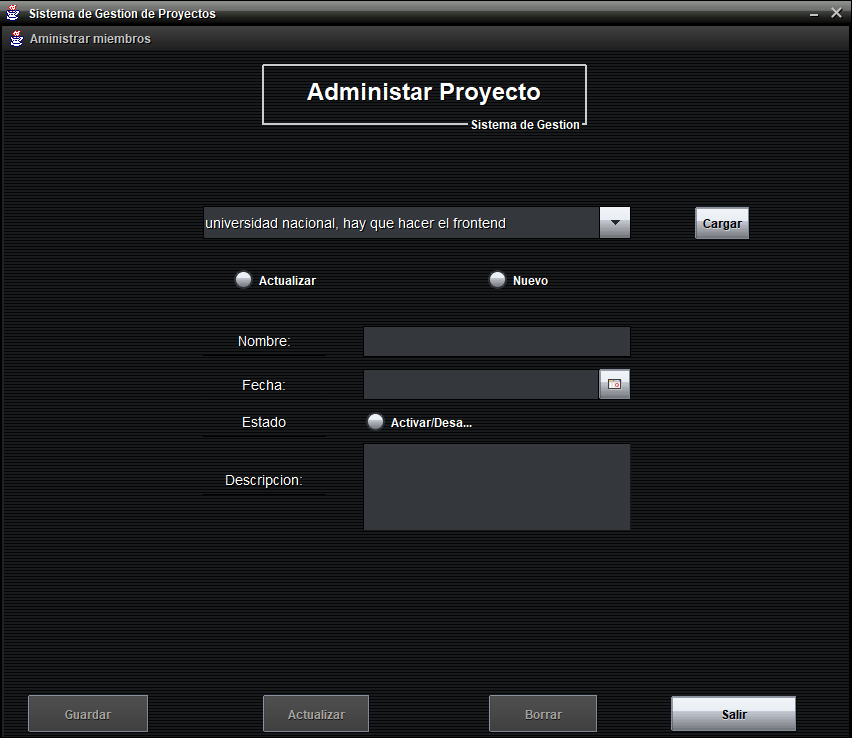 Sistema de Gestion de Proyectos
Aministrar miembros
Administar Proyecto
Sistema de Gestion
universidad nacional, hay que hacer el frontend
Cargar
Actualizar
Nuevo
Nombre:
Fecha:
Estado
Activar/Desa...
Descripcion:
Guardar
Actualizar
Borrar
Salir